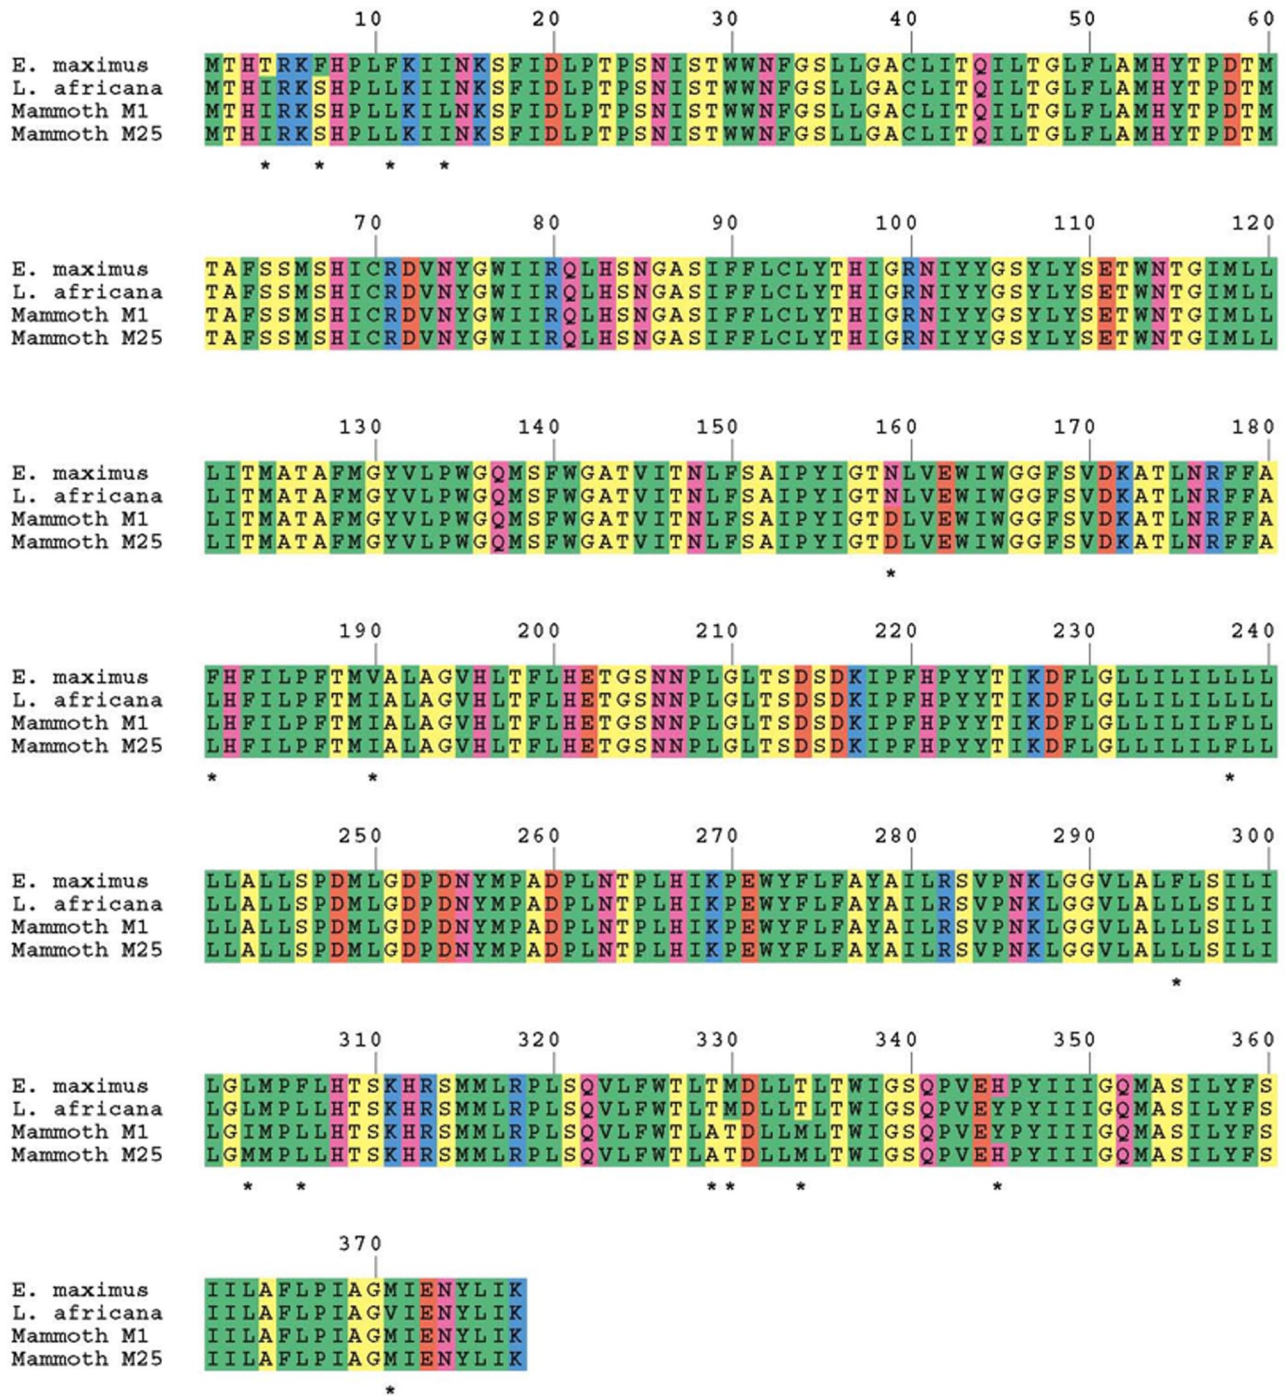 10 20 30 40 50 60
E. maximus MTHTRKFHPLFKIINKSFIDLPTPSNISTWWNFGSLLGACLITQILTGLFLAMHYTPDTM
L. africana MTHIRKSHPLLKIINKSFIDLPTPSNISTWWNFGSLLGACLITQILTGLFLAMHYTPDTM
Mammoth M1 MTHIRKSHPLLKILNKSFIDLPTPSNISTWWNFGSLLGACLITQILTGLFLAMHYTPDTM
Mammoth M25 MTHIRKSHPLLKIINKSFIDLPTPSNISTWWNFGSLLGACLITQILTGLFLAMHYTPDTM
* * * *
70 80 90 100 110 120
E. maximus TAFSSMSHICRDVNYGWIIRQLHSNGASIFFLCLYTHIGRNIYYGSYLYSETWNTGIMLL
L. africana TAFSSMSHICRDVNYGWIIRQLHSNGASIFFLCLYTHIGRNIYYGSYLYSETWNTGIMLL
Mammoth M1 TAFSSMSHICRDVNYGWIIRQLHSNGASIFFLCLYTHIGRNIYYGSYLYSETWNTGIMLL
Mammoth M25 TAFSSMSHICRDVNYGWIIRQLHSNGASIFFLCLYTHIGRNIYYGSYLYSETWNTGIMLL
130 140 150 160 170 180
E. maximus LITMATAFMGYVLPWGQMSFWGATVITNLFSAIPYIGTNLVEWIWGGFSVDKATLNRFFA
L. africana LITMATAFMGYVLPWGQMSFWGATVITNLFSAIPYIGTNLVEWIWGGFSVDKATLNRFFA
Mammoth M1 LITMATAFMGYVLPWGQMSFWGATVITNLFSAIPYIGTDLVEWIWGGFSVDKATLNRFFA
Mammoth M25 LITMATAFMGYVLPWGQMSFWGATVITNLFSAIPYIGTDLVEWIWGGFSVDKATLNRFFA
*
190 200 210 220 230 240
E. maximus FHFILPFTMVALAGVHLTFLHETGSNNPLGLTSDSDKIPFHPYYTIKDFLGLLILILLLL
L. africana LHFILPFTMIALAGVHLTFLHETGSNNPLGLTSDSDKIPFHPYYTIKDFLGLLILILLLL
Mammoth M1 LHFILPFTMIALAGVHLTFLHETGSNNPLGLTSDSDKIPFHPYYTIKDFLGLLILILFLL
Mammoth M25 LHFILPFTMIALAGVHLTFLHETGSNNPLGLTSDSDKIPFHPYYTIKDFLGLLILILFLL
* * *
250 260 270 280 290 300
E. maximus LLALLSPDMLGDPDNYMPADPLNTPLHIKPEWYFLFAYAILRSVPNKLGGVLALFLSILI
L. africana LLALLSPDMLGDPDNYMPADPLNTPLHIKPEWYFLFAYAILRSVPNKLGGVLALLLSILI
Mammoth M1 LLALLSPDMLGDPDNYMPADPLNTPLHIKPEWYFLFAYAILRSVPNKLGGVLALLLSILI
Mammoth M25 LLALLSPDMLGDPDNYMPADPLNTPLHIKPEWYFLFAYAILRSVPNKLGGVLALLLSILI
*
310 320 330 340 350 360
E. maximus LGLMPFLHTSKHRSMMLRPLSQVLFWTLTMDLLTLTWIGSQPVEHPYIIIGQMASILYFS
L. africana LGLMPLLHTSKHRSMMLRPLSQVLFWTLTMDLLTLTWIGSQPVEYPYIIIGQMASILYFS
Mammoth M1 LGIMPLLHTSKHRSMMLRPLSQVLFWTLATDLLMLTWIGSQPVEYPYIIIGQMASILYFS
Mammoth M25 LGMMPLLHTSKHRSMMLRPLSQVLFWTLATDLLMLTWIGSQPVEHPYIIIGQMASILYFS
* * * * * *
370
E. maximus IILAFLPIAGMIENYLIK
L. africana IILAFLPIAGVIENYLIK
Mammoth M1 IILAFLPIAGMIENYLIK
Mammoth M25 IILAFLPIAGMIENYLIK
*